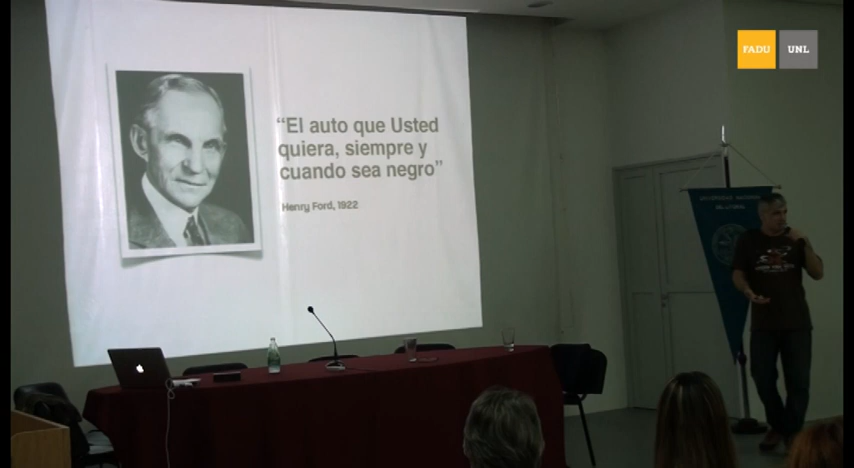 FADU UNL
“El auto que Usted
quiera, siempre y
cuando sea negro”
Henry Ford, 1922